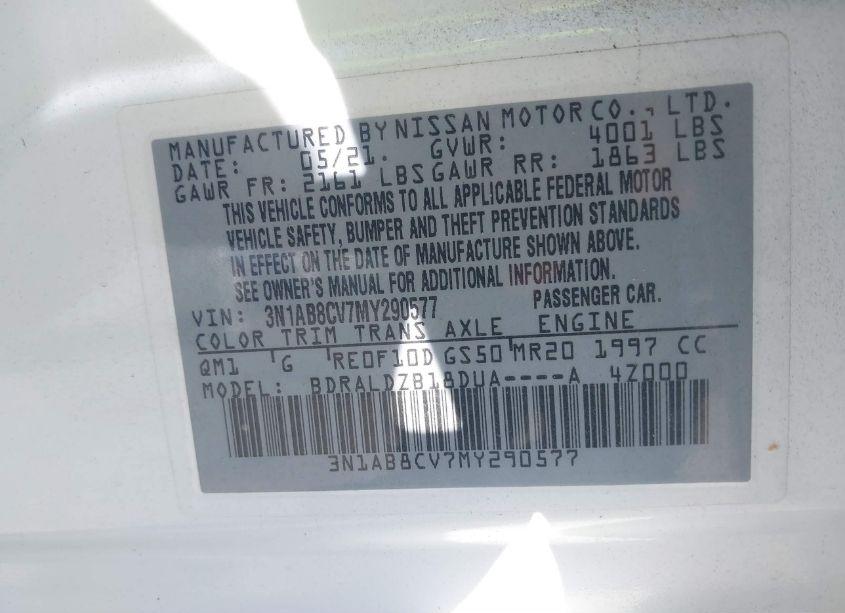 MANUFACTURED BY NISSAN MOTOR CO., LTD.
DATE: 05/21. GVWR: 4001 LBS
GAWR FR: 2161 LBS GAWR RR: 1863 LBS
THIS VEHICLE CONFORMS TO ALL APPLICABLE FEDERAL MOTOR
VEHICLE SAFETY, BUMPER AND THEFT PREVENTION STANDARDS
IN EFFECT ON THE DATE OF MANUFACTURE SHOWN ABOVE.
SEE OWNER'S MANUAL FOR ADDITIONAL INFORMATION.
VIN: 3N1AB8CV7MY290577 PASSENGER CAR.
COLOR TRIM TRANS AXLE ENGINE
QM1 G RE0F10D GS50 MR20 1997 CC
MODEL: BDRALDZB18DUA----A 4Z000
3N1AB8CV7MY290577